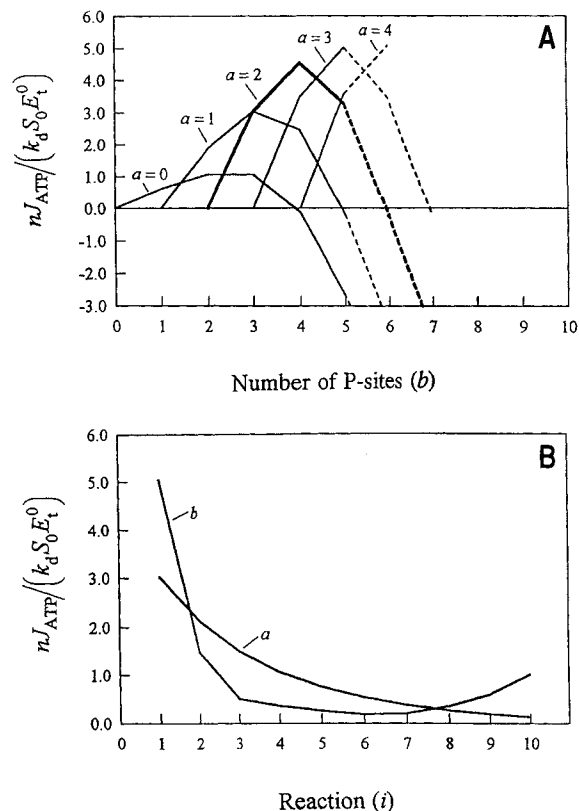 A
6.0
5.0
4.0
3.0
2.0
1.0
0.0
-1.0
-2.0
-3.0
a = 0
a = 1
a = 2
a = 3
a = 4
nJ_ATP/(k_d S_0 E_t^0)
0 1 2 3 4 5 6 7 8 9 10
Number of P-sites (b)
B
6.0
5.0
4.0
3.0
2.0
1.0
0.0
b
a
nJ_ATP/(k_d S_0 E_t^0)
0 1 2 3 4 5 6 7 8 9 10
Reaction (i)